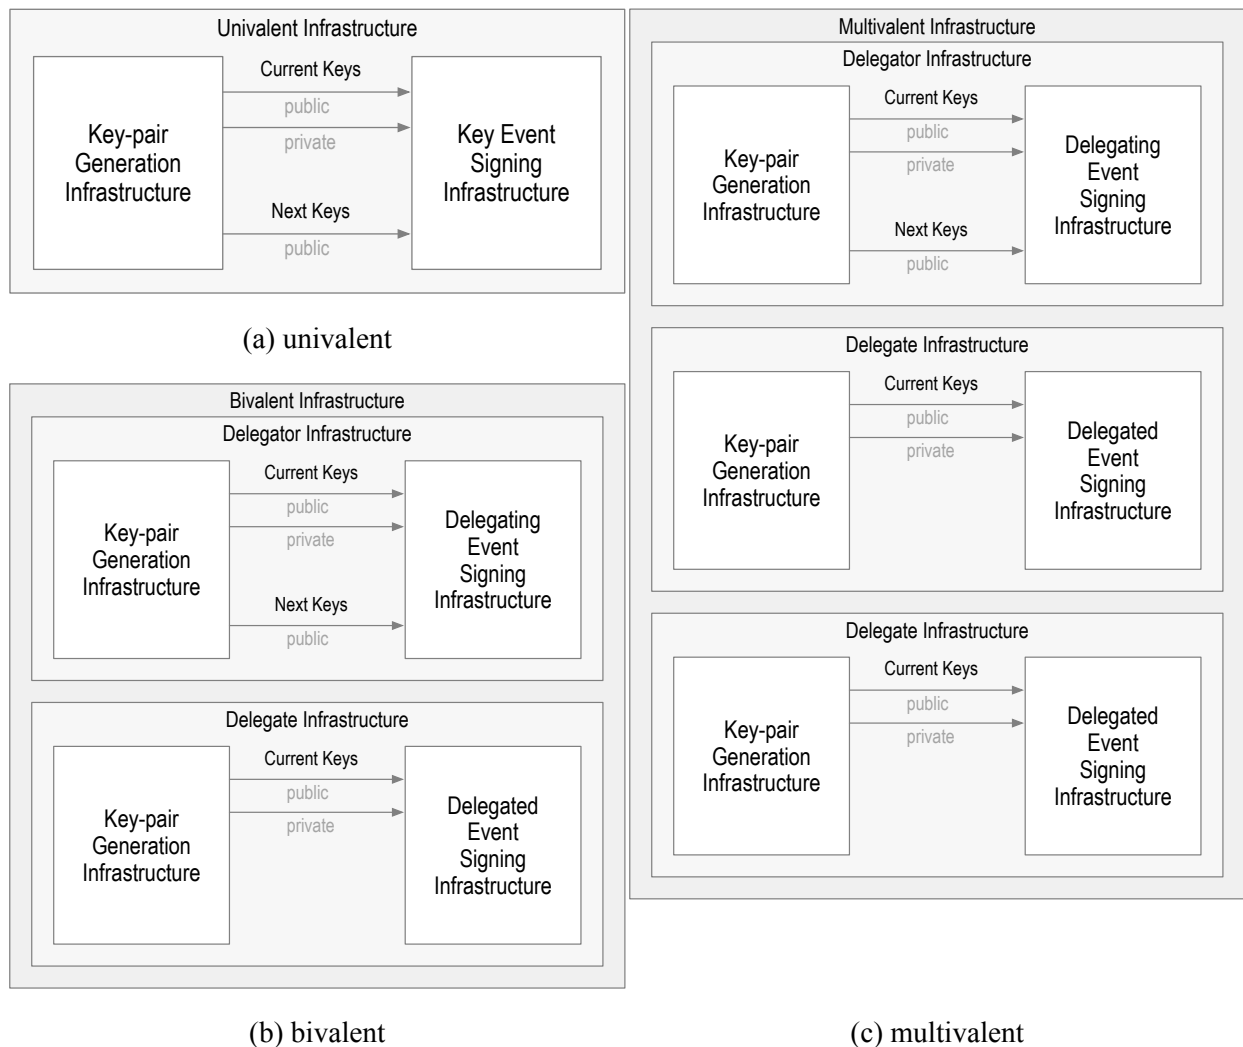 Univalent Infrastructure
Key-pair
Generation
Infrastructure
Current Keys
public
private
Next Keys
public
Key Event
Signing
Infrastructure
(a) univalent
Bivalent Infrastructure
Delegator Infrastructure
Key-pair
Generation
Infrastructure
Current Keys
public
private
Next Keys
public
Delegating
Event
Signing
Infrastructure
Delegate Infrastructure
Key-pair
Generation
Infrastructure
Current Keys
public
private
Delegated
Event
Signing
Infrastructure
(b) bivalent
Multivalent Infrastructure
Delegator Infrastructure
Key-pair
Generation
Infrastructure
Current Keys
public
private
Next Keys
public
Delegating
Event
Signing
Infrastructure
Delegate Infrastructure
Key-pair
Generation
Infrastructure
Current Keys
public
private
Delegated
Event
Signing
Infrastructure
Delegate Infrastructure
Key-pair
Generation
Infrastructure
Current Keys
public
private
Delegated
Event
Signing
Infrastructure
(c) multivalent